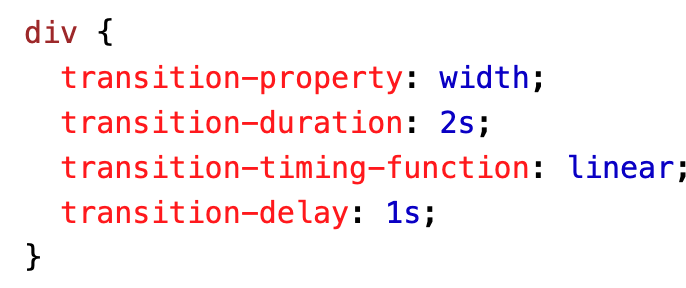 div {
  transition-property: width;
  transition-duration: 2s;
  transition-timing-function: linear;
  transition-delay: 1s;
}